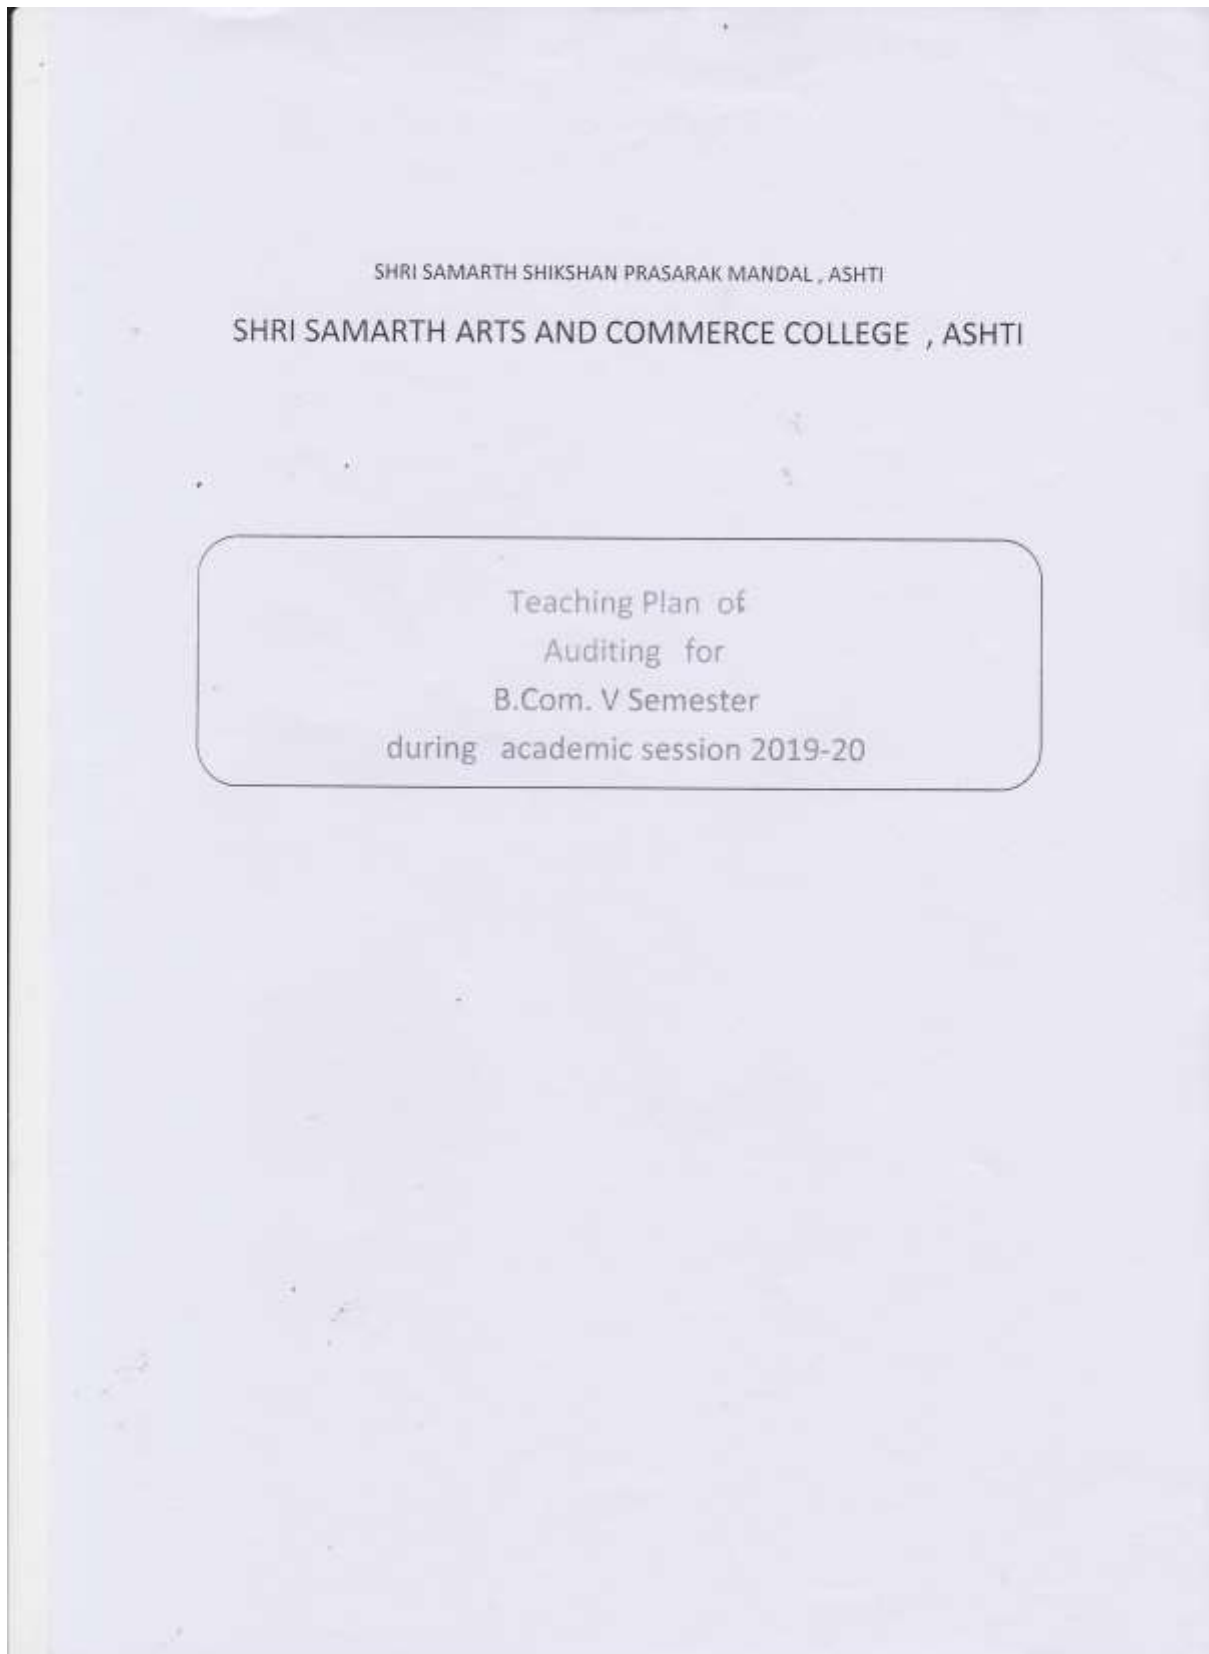 SHRI SAMARTH SHIKSHAN PRASARAK MANDAL , ASHTI
SHRI SAMARTH ARTS AND COMMERCE COLLEGE , ASHTI
Teaching Plan of
Auditing for
B.Com. V Semester
during academic session 2019-20